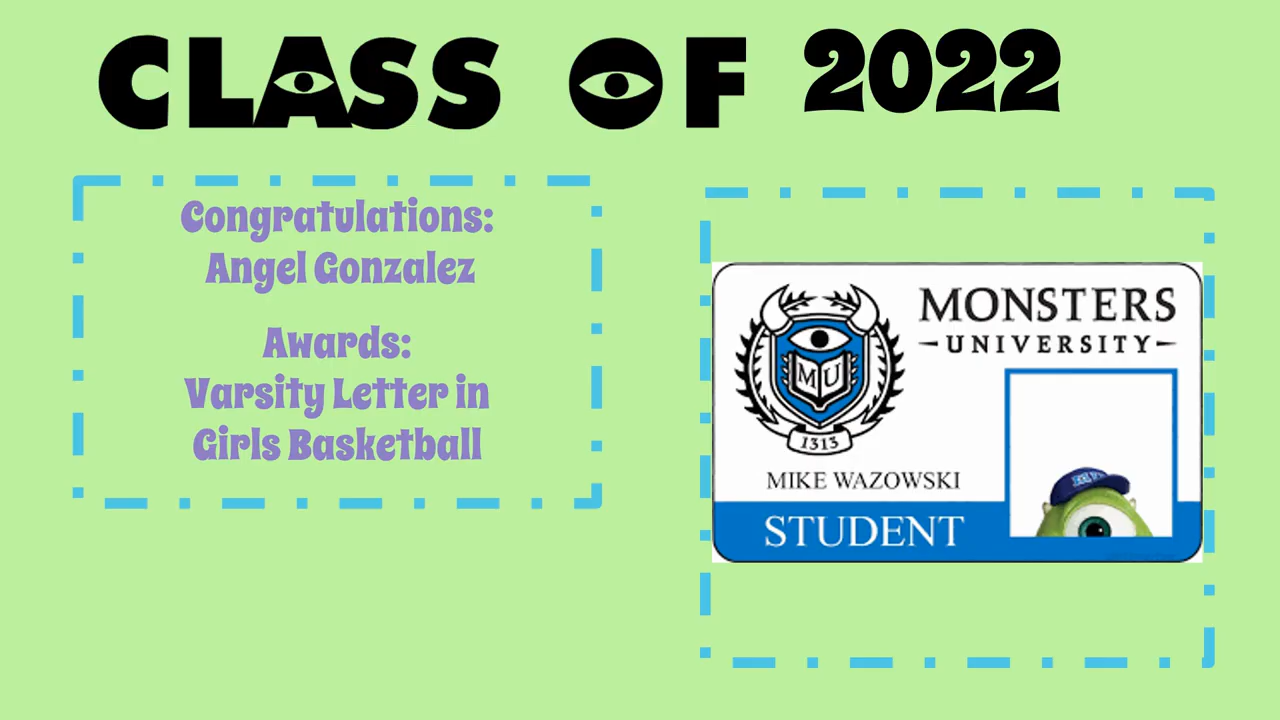 CLASS OF 2022
Congratulations:
Angel Gonzalez
Awards:
Varsity Letter in
Girls Basketball
MONSTERS
UNIVERSITY
MU
1313
MIKE WAZOWSKI
STUDENT
MU